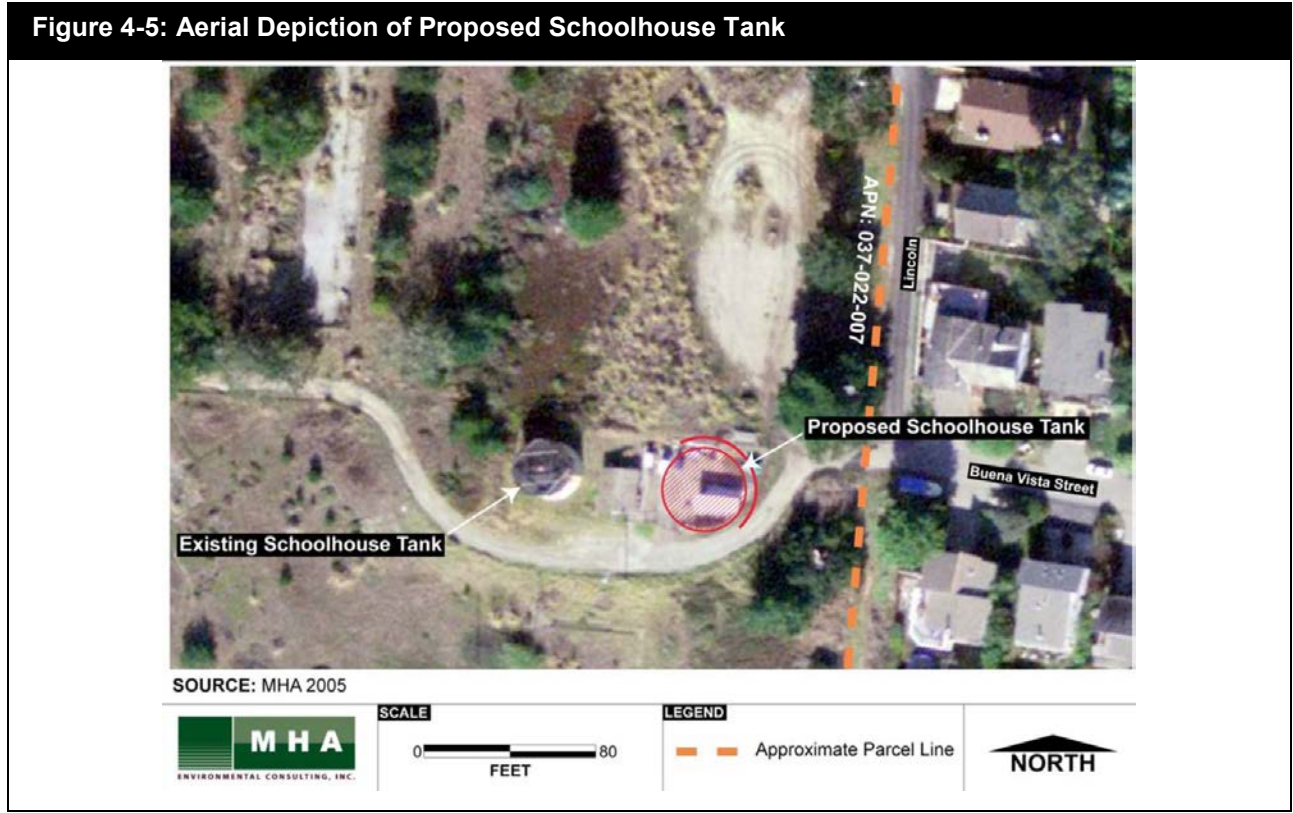 Figure 4-5: Aerial Depiction of Proposed Schoolhouse Tank
APN: 037-022-007
Lincoln
Proposed Schoolhouse Tank
Buena Vista Street
Existing Schoolhouse Tank
SOURCE: MHA 2005
MHA
ENVIRONMENTAL CONSULTING, INC.
SCALE
0 80
FEET
LEGEND
Approximate Parcel Line
NORTH